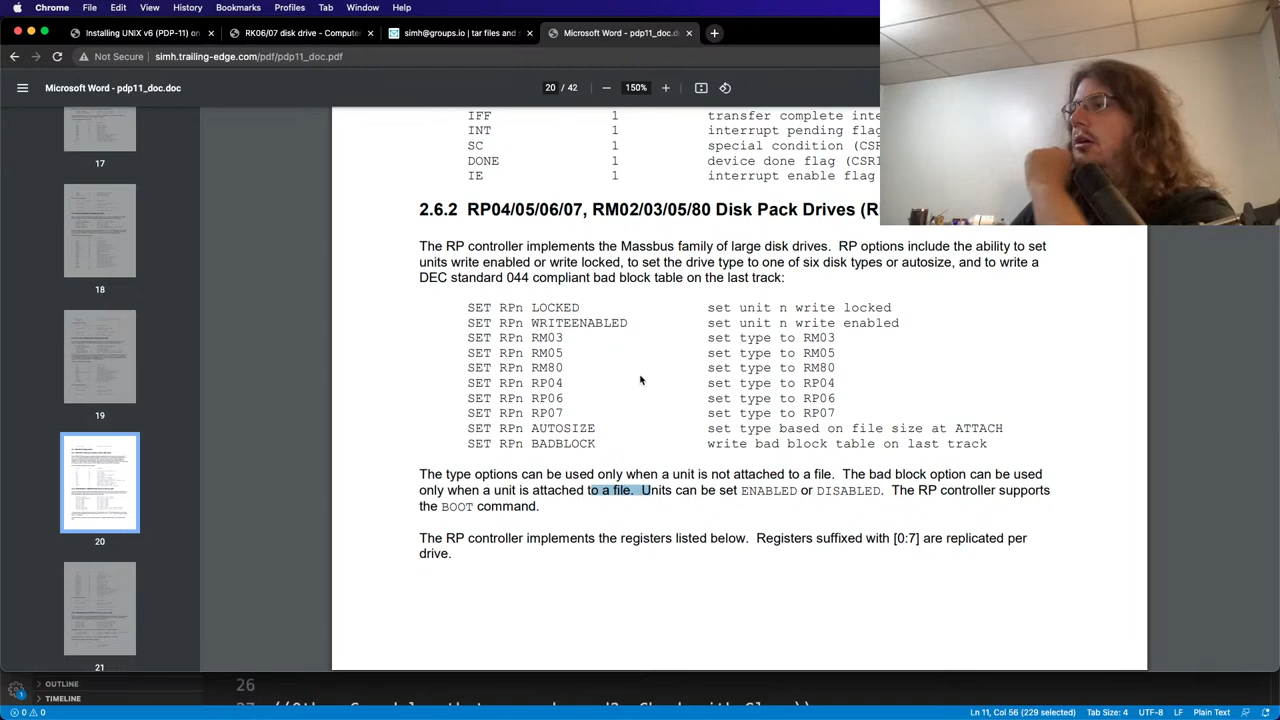 Chrome File Edit View History Bookmarks Profiles Tab Window Help
Installing UNIX v6 (PDP-11) on
RK06/07 disk drive - Compute
simh@groups.io | tar files and
Microsoft Word - pdp11_doc.do
Not Secure simh.trailing-edge.com/pdf/pdp11_doc.pdf
Microsoft Word - pdp11_doc.doc
20 / 42
150%
17
18
19
20
21
IFF 1 transfer complete inte
INT 1 interrupt pending flag
SC 1 special condition (CSR
DONE 1 device done flag (CSR1
IE 1 interrupt enable flag
2.6.2 RP04/05/06/07, RM02/03/05/80 Disk Pack Drives (R
The RP controller implements the Massbus family of large disk drives. RP options include the ability to set
units write enabled or write locked, to set the drive type to one of six disk types or autosize, and to write a
DEC standard 044 compliant bad block table on the last track:
SET RPn LOCKED set unit n write locked
SET RPn WRITEENABLED set unit n write enabled
SET RPn RM03 set type to RM03
SET RPn RM05 set type to RM05
SET RPn RM80 set type to RM80
SET RPn RP04 set type to RP04
SET RPn RP06 set type to RP06
SET RPn RP07 set type to RP07
SET RPn AUTOSIZE set type based on file size at ATTACH
SET RPn BADBLOCK write bad block table on last track
The type options can be used only when a unit is not attached to a file. The bad block option can be used
only when a unit is attached to a file. Units can be set ENABLED or DISABLED. The RP controller supports
the BOOT command.
The RP controller implements the registers listed below. Registers suffixed with [0:7] are replicated per
drive.
OUTLINE
TIMELINE
26
0 0 Ln 11, Col 56 (229 selected) Tab Size: 4 UTF-8 LF Plain Text